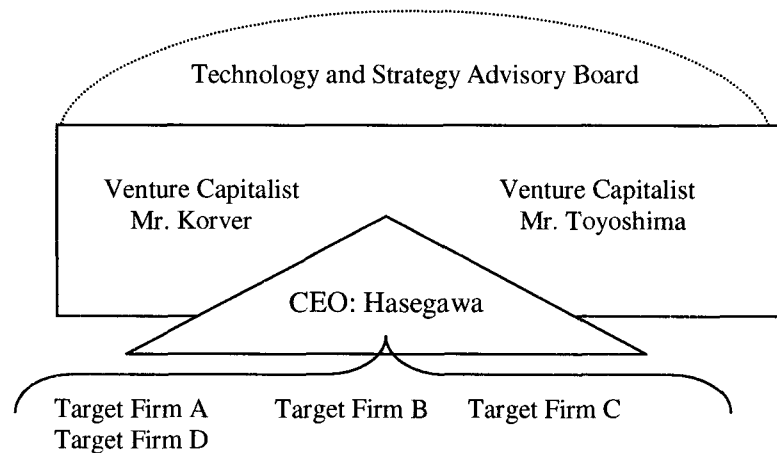 Technology and Strategy Advisory Board
Venture Capitalist
Mr. Korver
Venture Capitalist
Mr. Toyoshima
CEO: Hasegawa
Target Firm A Target Firm B Target Firm C
Target Firm D